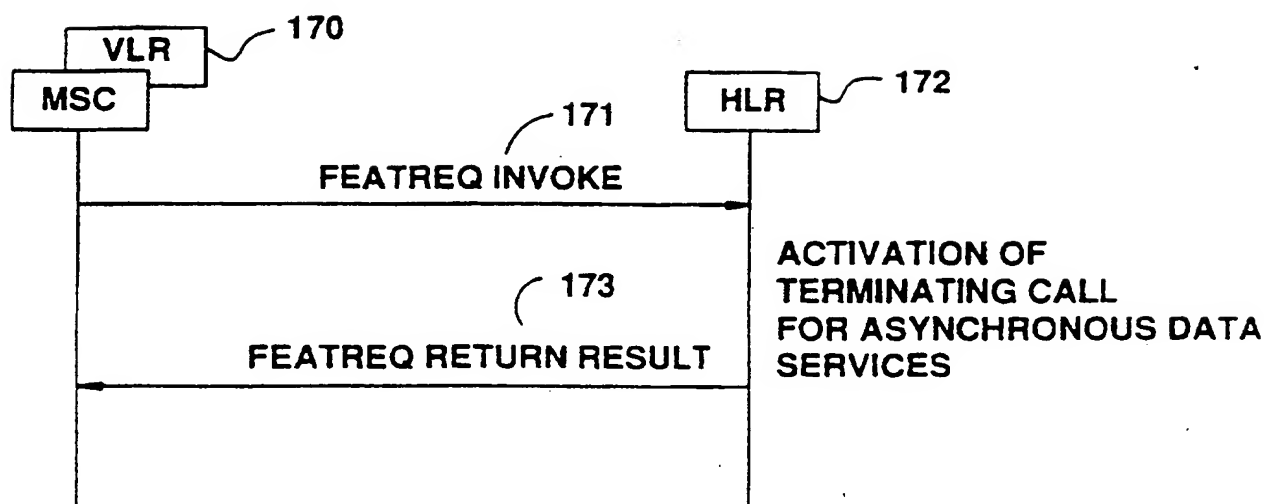 VLR
170
MSC
HLR
172
171
FEATREQ INVOKE
ACTIVATION OF
TERMINATING CALL
FOR ASYNCHRONOUS DATA
SERVICES
173
FEATREQ RETURN RESULT